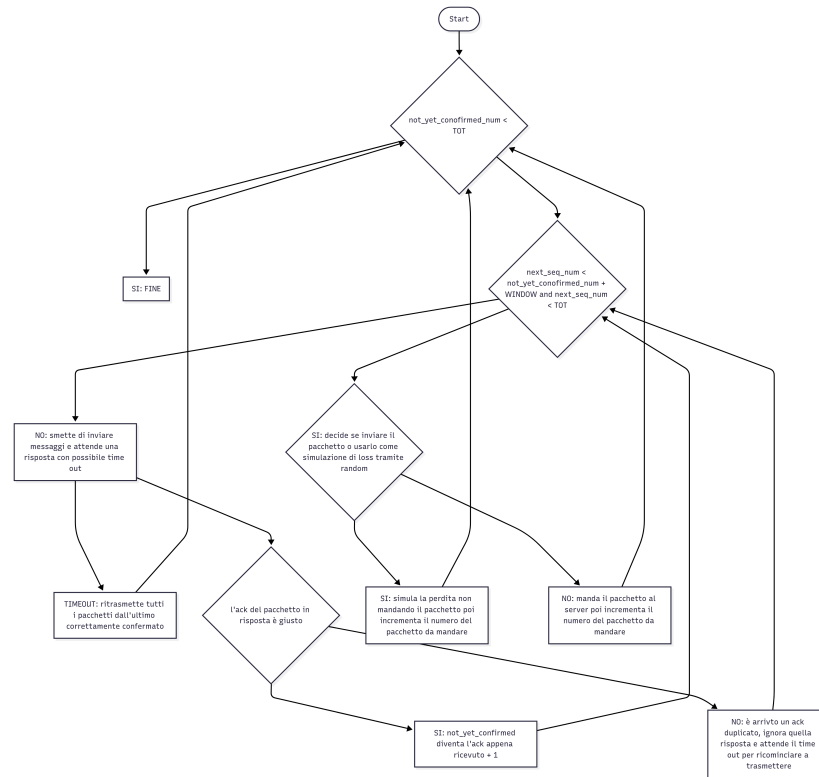 Start
not_yet_conofirmed_num <
TOT
next_seq_num <
not_yet_conofirmed_num +
WINDOW and next_seq_num
< TOT
SI: FINE
NO: smette di inviare
messaggi e attende una
risposta con possibile time
out
SI: decide se inviare il
pacchetto o usarlo come
simulazione di loss tramite
random
TIMEOUT: ritrasmette tutti
i pacchetti dall'ultimo
correttamente confermato
l'ack del pacchetto in
risposta è giusto
SI: simula la perdita non
mandando il pacchetto poi
incrementa il numero del
pacchetto da mandare
NO: manda il pacchetto al
server poi incrementa il
numero del pacchetto da
mandare
SI: not_yet_confirmed
diventa l'ack appena
ricevuto + 1
NO: è arrivto un ack
duplicato, ignora quella
risposta e attende il time
out per ricominciare a
trasmettere